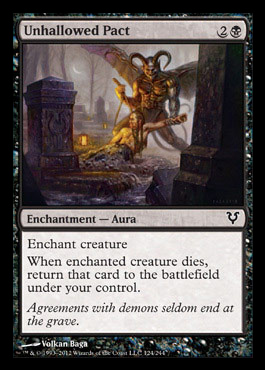 Unhallowed Pact 2
Enchantment — Aura
Enchant creature
When enchanted creature dies,
return that card to the battlefield
under your control.
Agreements with demons seldom end at
the grave.
Volkan Baga
™ & © 1993–2012 Wizards of the Coast LLC 124/244